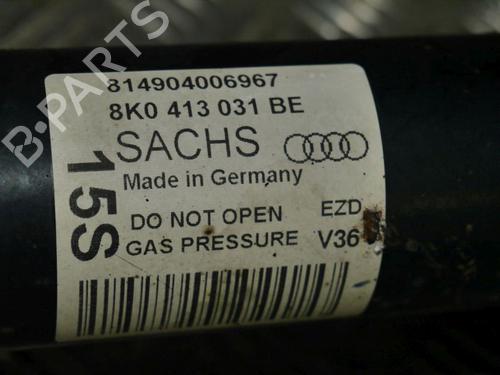 B-PARTS
814904006967
8K0 413 031 BE
SACHS
Made in Germany
15S
DO NOT OPEN EZD
GAS PRESSURE V36